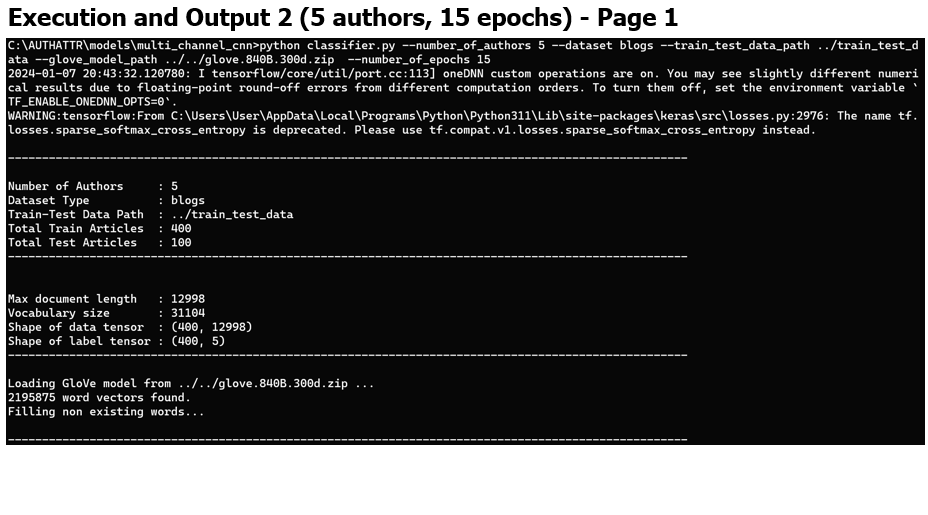 Execution and Output 2 (5 authors, 15 epochs) - Page 1
C:\AUTHATTR\models\multi_channel_cnn>python classifier.py --number_of_authors 5 --dataset blogs --train_test_data_path ../train_test_d
ata --glove_model_path ../../glove.840B.300d.zip  --number_of_epochs 15
2024-01-07 20:43:32.120780: I tensorflow/core/util/port.cc:113] oneDNN custom operations are on. You may see slightly different numeri
cal results due to floating-point round-off errors from different computation orders. To turn them off, set the environment variable `
TF_ENABLE_ONEDNN_OPTS=0`.
WARNING:tensorflow:From C:\Users\User\AppData\Local\Programs\Python\Python311\Lib\site-packages\keras\src\losses.py:2976: The name tf.
losses.sparse_softmax_cross_entropy is deprecated. Please use tf.compat.v1.losses.sparse_softmax_cross_entropy instead.
----------------------------------------------------------------------------------------------------
Number of Authors     : 5
Dataset Type          : blogs
Train-Test Data Path  : ../train_test_data
Total Train Articles  : 400
Total Test Articles   : 100
----------------------------------------------------------------------------------------------------
Max document length   : 12998
Vocabulary size       : 31104
Shape of data tensor  : (400, 12998)
Shape of label tensor : (400, 5)
----------------------------------------------------------------------------------------------------
Loading GloVe model from ../../glove.840B.300d.zip ...
2195875 word vectors found.
Filling non existing words...
----------------------------------------------------------------------------------------------------